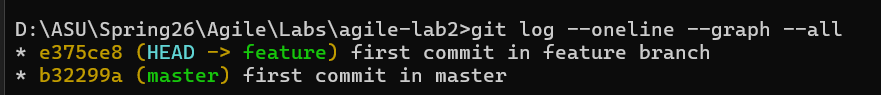 D:\ASU\Spring26\Agile\Labs\agile-lab2>git log --oneline --graph --all
* e375ce8 (HEAD -> feature) first commit in feature branch
* b32299a (master) first commit in master